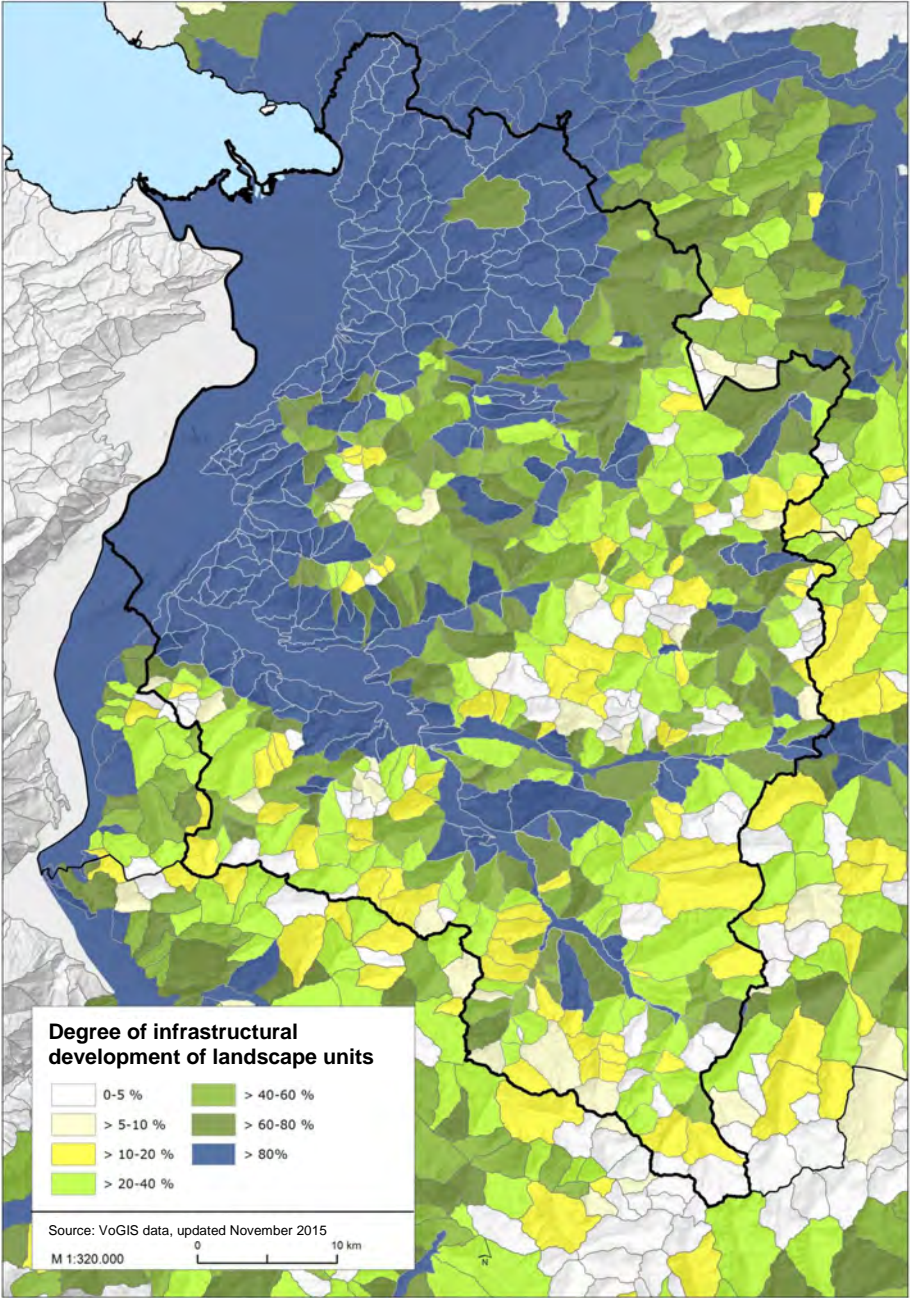 Degree of infrastructural
development of landscape units
0-5 %
> 5-10 %
> 10-20 %
> 20-40 %
> 40-60 %
> 60-80 %
> 80%
Source: VoGIS data, updated November 2015
M 1:320.000
0
10 km
N